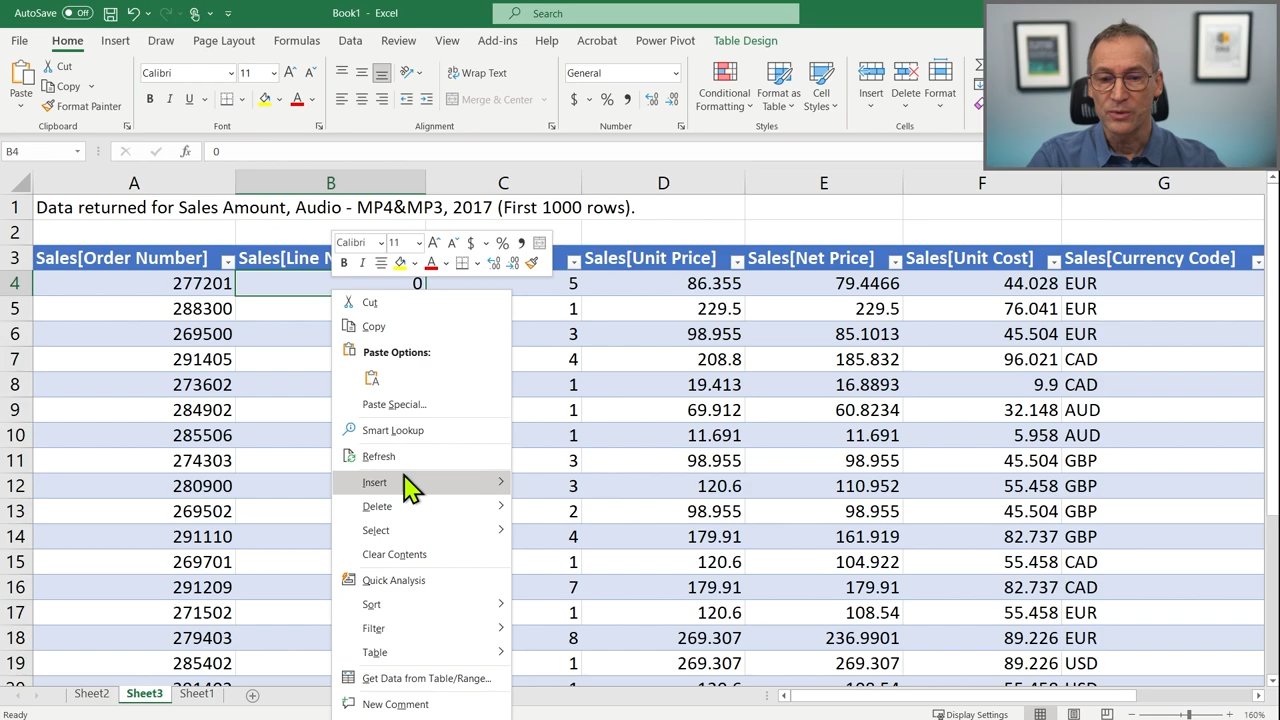 AutoSave Off Book1 - Excel Search
File Home Insert Draw Page Layout Formulas Data Review View Add-ins Help Acrobat Power Pivot Table Design
Paste Cut Copy Format Painter Clipboard
Calibri 11 B I U Font
Wrap Text Merge & Center Alignment
General $ % Number
Conditional Formatting Format as Table Cell Styles Styles
Insert Delete Format Cells
B4 fx 0
A B C D E F G
1 Data returned for Sales Amount, Audio - MP4&MP3, 2017 (First 1000 rows).
2
Calibri 11 $ %
B I A
3 Sales[Order Number] Sales[Line Sales[Unit Price] Sales[Net Price] Sales[Unit Cost] Sales[Currency Code]
4 277201 0 5 86.355 79.4466 44.028 EUR
5 288300 1 229.5 229.5 76.041 EUR
6 269500 3 98.955 85.1013 45.504 EUR
7 291405 4 208.8 185.832 96.021 CAD
8 273602 1 19.413 16.8893 9.9 CAD
9 284902 1 69.912 60.8234 32.148 AUD
10 285506 1 11.691 11.691 5.958 AUD
11 274303 3 98.955 98.955 45.504 GBP
12 280900 3 120.6 110.952 55.458 GBP
13 269502 2 98.955 98.955 45.504 GBP
14 291110 4 179.91 161.919 82.737 GBP
15 269701 1 120.6 104.922 55.458 CAD
16 291209 7 179.91 179.91 82.737 CAD
17 271502 1 120.6 108.54 55.458 EUR
18 279403 8 269.307 236.9901 89.226 EUR
19 285402 1 269.307 269.307 89.226 USD
Cut
Copy
Paste Options:
Paste Special...
Smart Lookup
Refresh
Insert
Delete
Select
Clear Contents
Quick Analysis
Sort
Filter
Table
Get Data from Table/Range...
New Comment
Sheet2 Sheet3 Sheet1
Ready Display Settings 160%